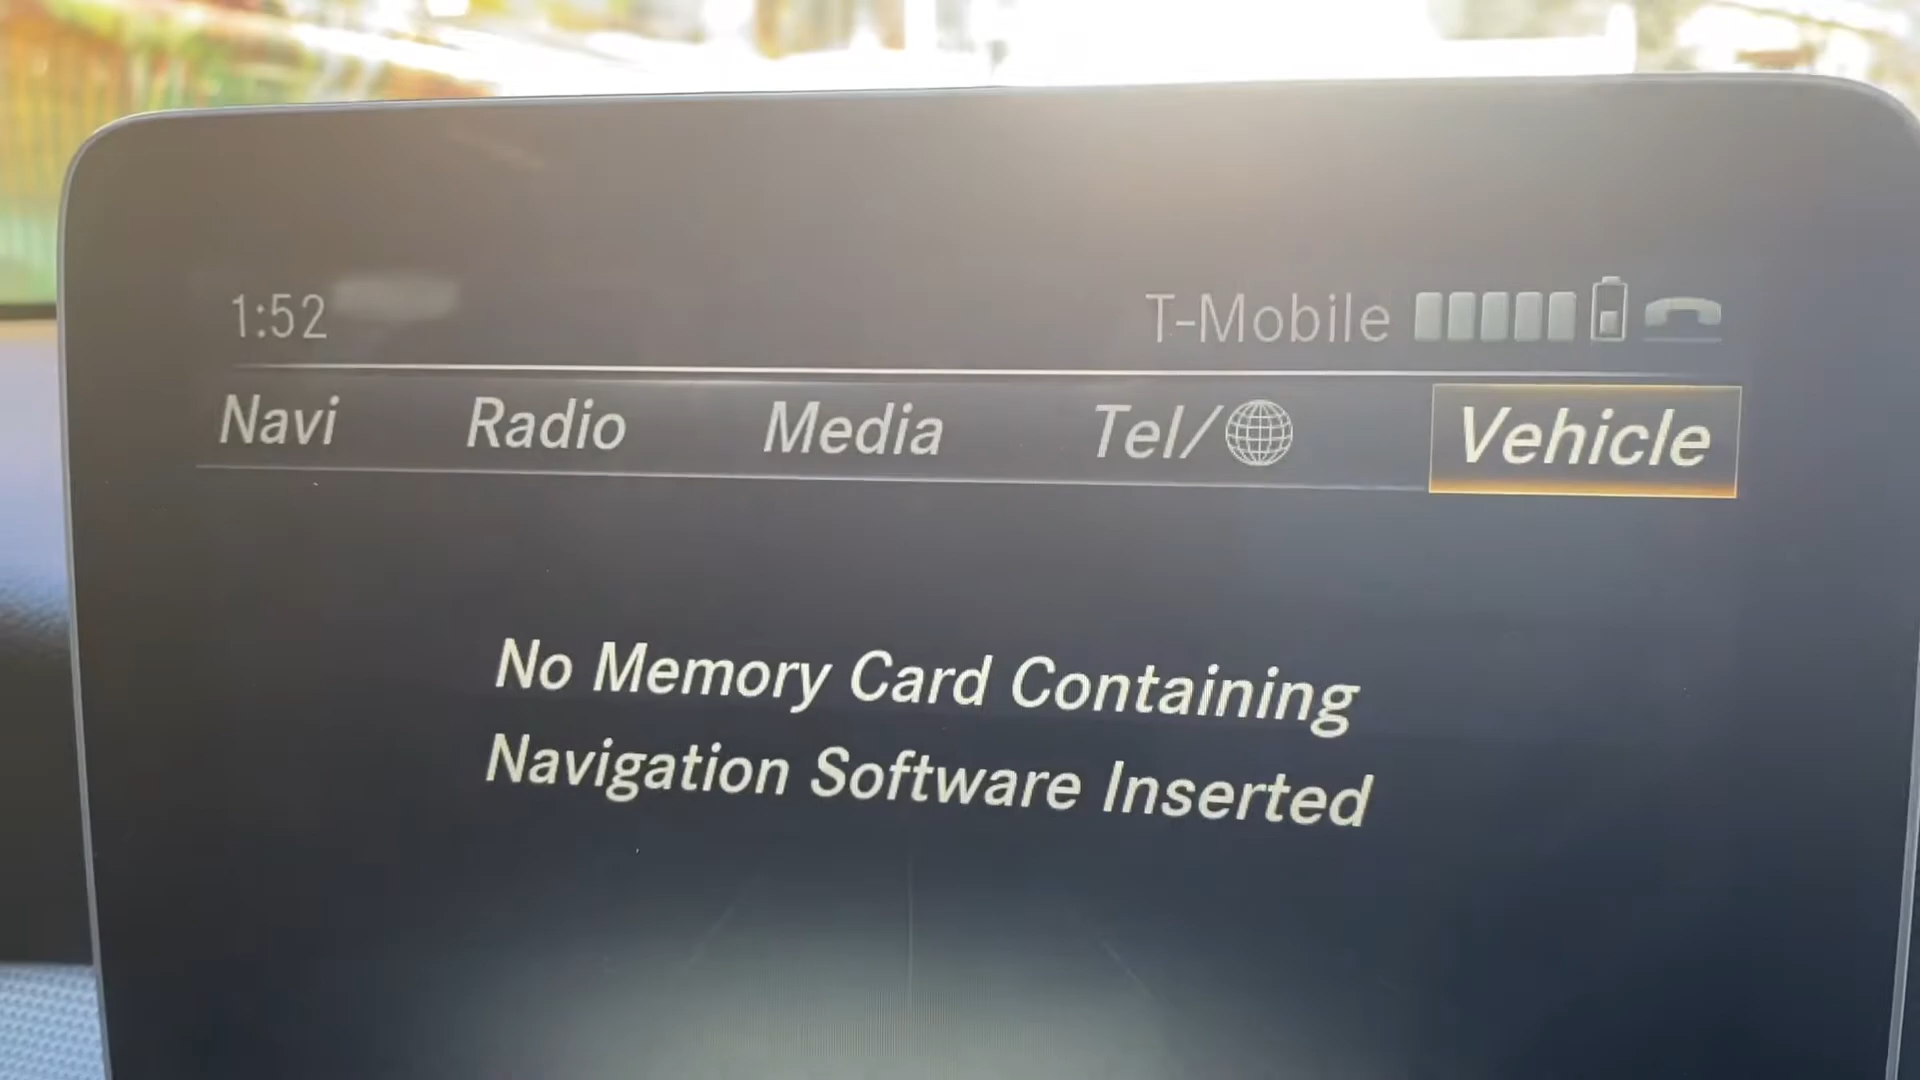 1:52 T-Mobile
Navi Radio Media Tel/ Vehicle
No Memory Card Containing
Navigation Software Inserted